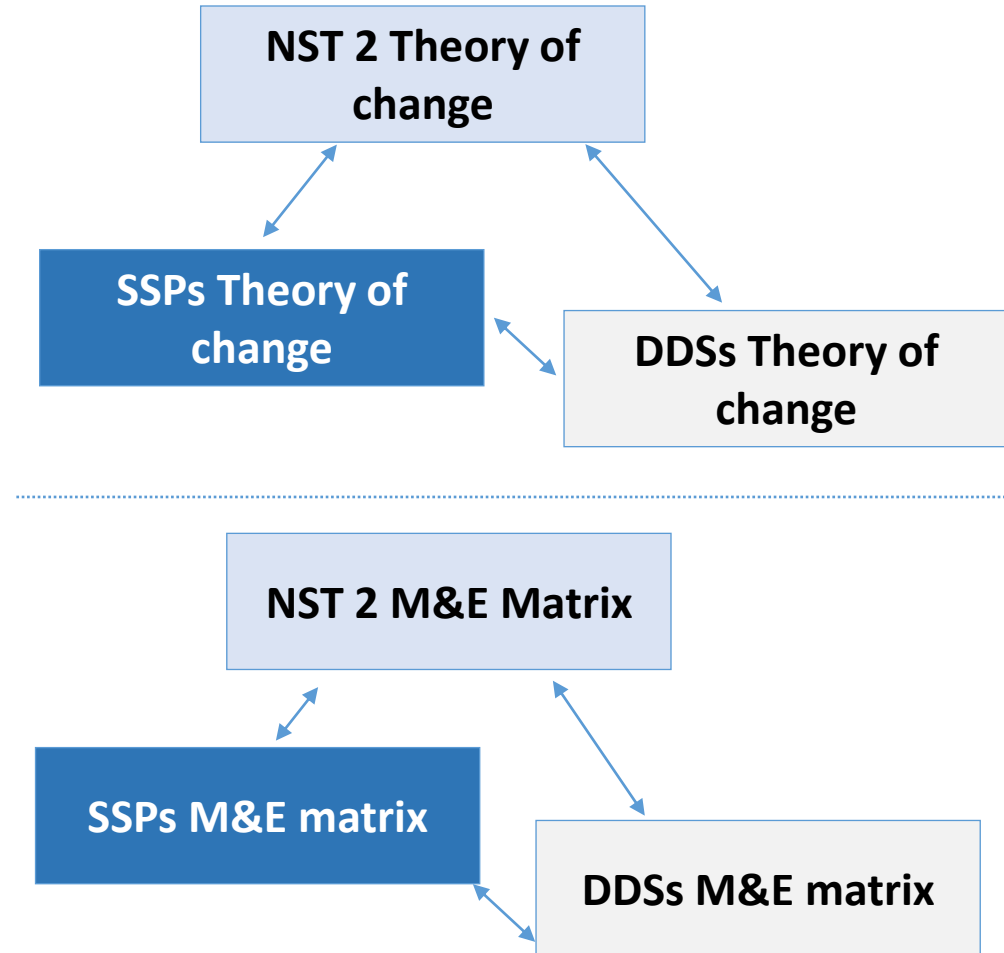 NST 2 Theory of
change
SSPs Theory of
change
DDSs Theory of
change
NST 2 M&E Matrix
SSPs M&E matrix
DDSs M&E matrix